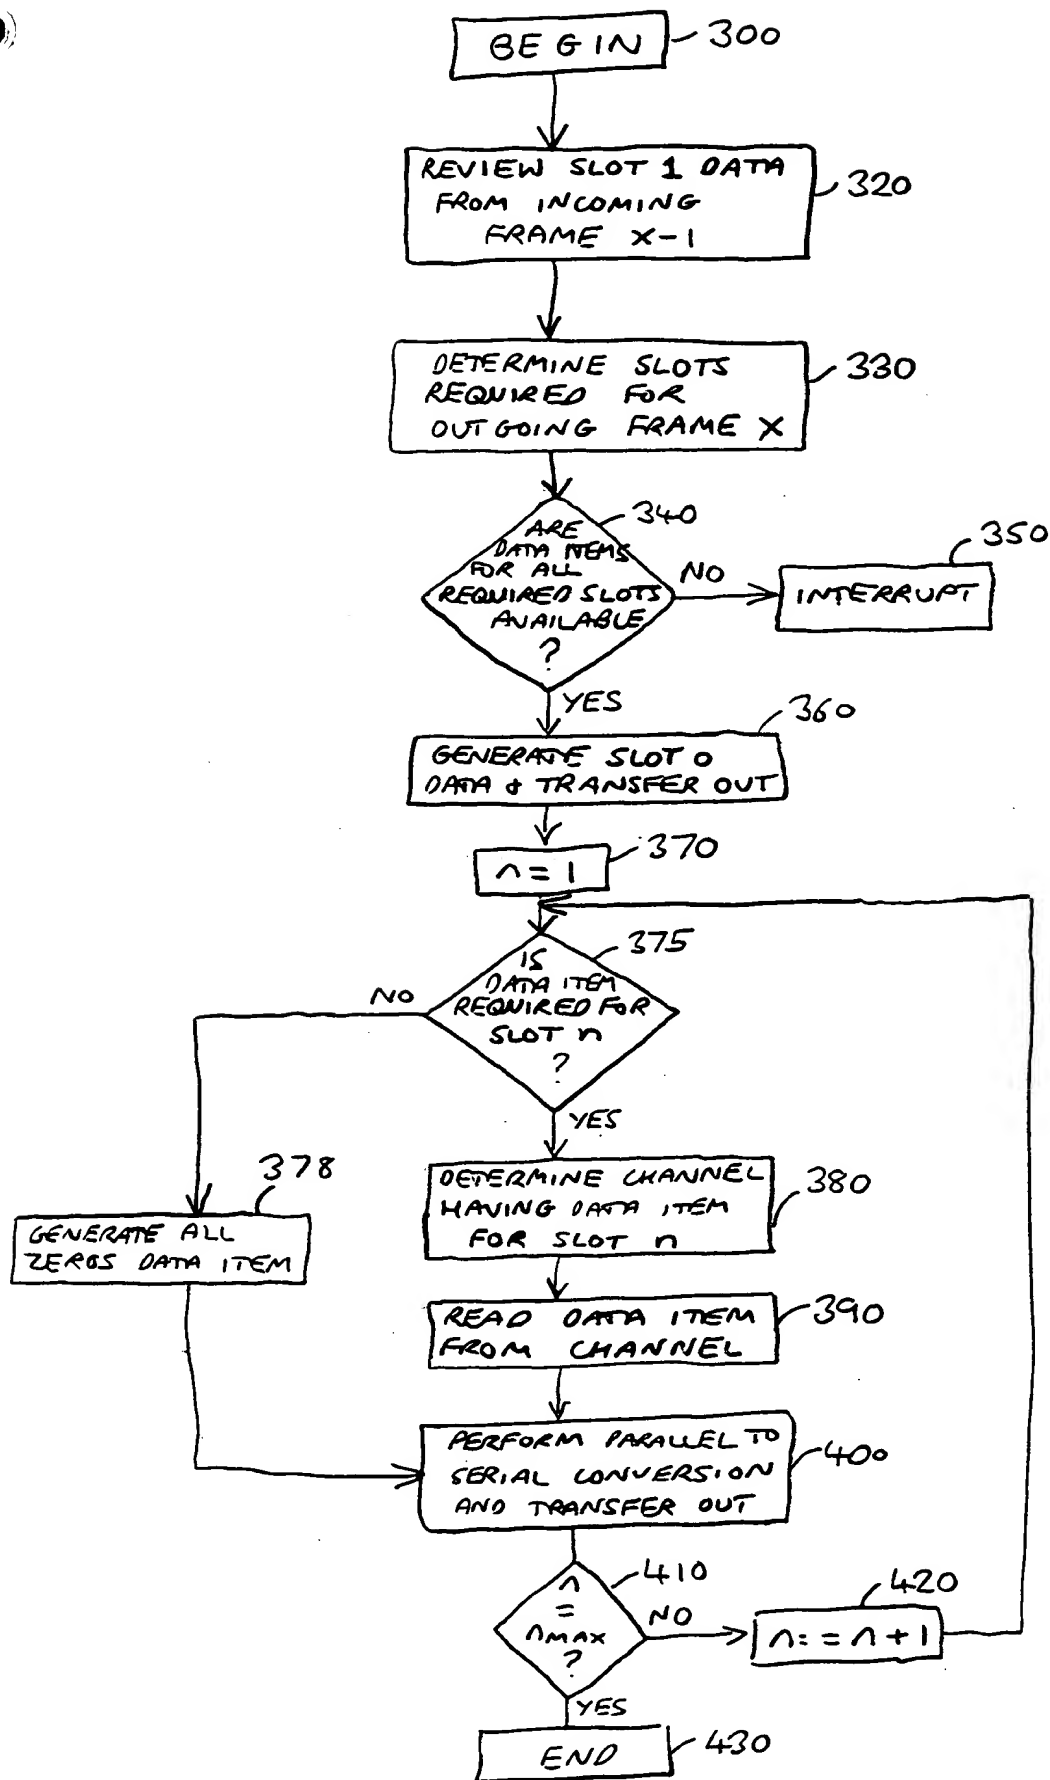 BEGIN
300
REVIEW SLOT 1 DATA
FROM INCOMING
FRAME X-1
320
DETERMINE SLOTS
REQUIRED FOR
OUTGOING FRAME X
330
ARE
DATA ITEMS
FOR ALL
REQUIRED SLOTS
AVAILABLE
?
340
NO
INTERRUPT
350
YES
GENERATE SLOT 0
DATA & TRANSFER OUT
360
n = 1
370
IS
DATA ITEM
REQUIRED FOR
SLOT n
?
375
NO
YES
GENERATE ALL
ZEROS DATA ITEM
378
DETERMINE CHANNEL
HAVING DATA ITEM
FOR SLOT n
380
READ DATA ITEM
FROM CHANNEL
390
PERFORM PARALLEL TO
SERIAL CONVERSION
AND TRANSFER OUT
400
n
=
nMAX
?
410
NO
n:=n+1
420
YES
END
430